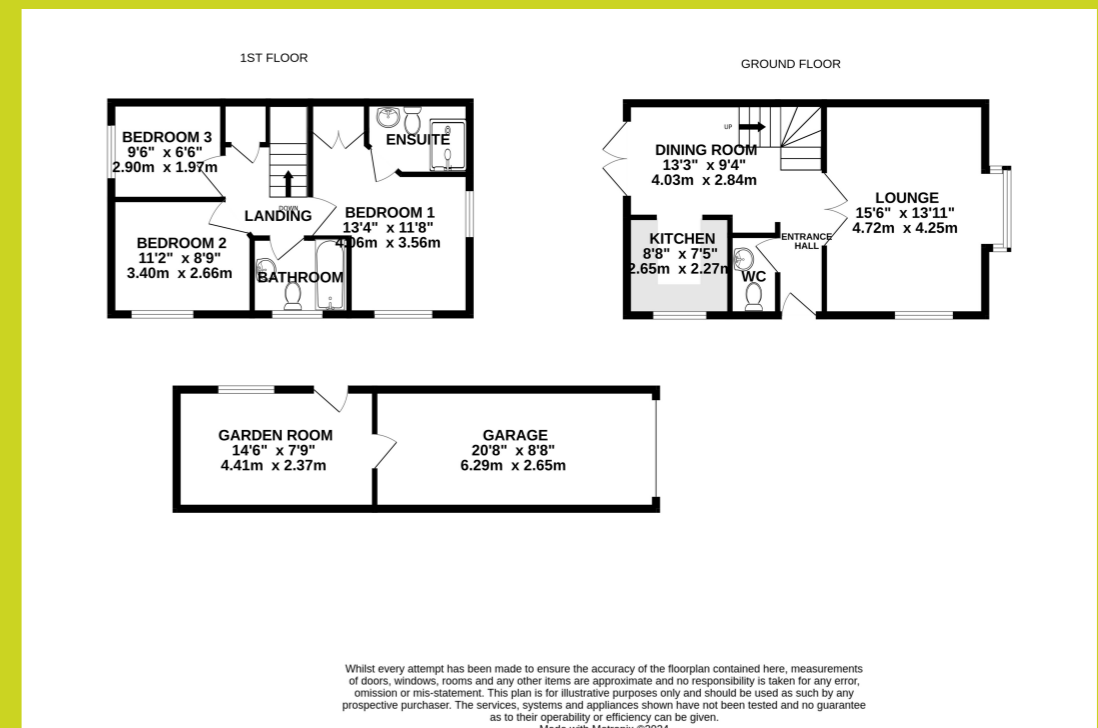 1ST FLOOR
GROUND FLOOR
BEDROOM 3
9'6" x 6'6"
2.90m x 1.97m
ENSUITE
LANDING
DOWN
BEDROOM 1
13'4" x 11'8"
4.06m x 3.56m
BEDROOM 2
11'2" x 8'9"
3.40m x 2.66m
BATHROOM
UP
DINING ROOM
13'3" x 9'4"
4.03m x 2.84m
LOUNGE
15'6" x 13'11"
4.72m x 4.25m
KITCHEN
8'8" x 7'5"
2.65m x 2.27m
ENTRANCE
HALL
WC
GARDEN ROOM
14'6" x 7'9"
4.41m x 2.37m
GARAGE
20'8" x 8'8"
6.29m x 2.65m
Whilst every attempt has been made to ensure the accuracy of the floorplan contained here, measurements
of doors, windows, rooms and any other items are approximate and no responsibility is taken for any error,
omission or mis-statement. This plan is for illustrative purposes only and should be used as such by any
prospective purchaser. The services, systems and appliances shown have not been tested and no guarantee
as to their operability or efficiency can be given.
Made with Metropix ©2024